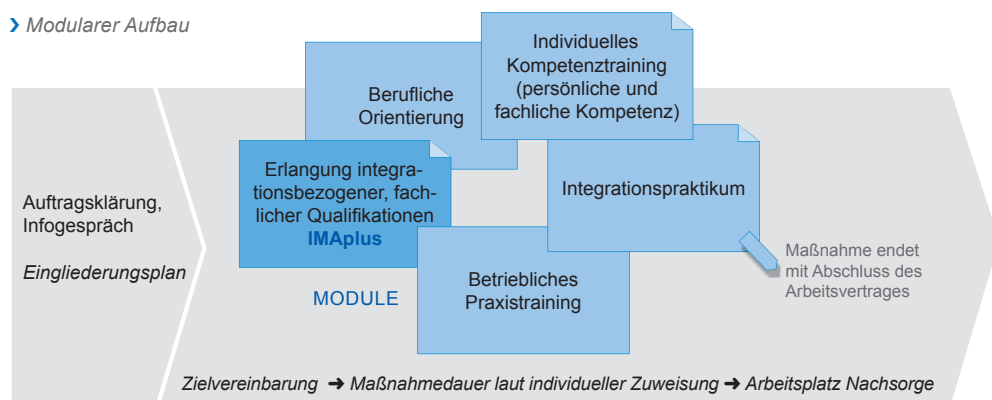 Modularer Aufbau
Berufliche
Orientierung
Individuelles
Kompetenztraining
(persönliche und
fachliche Kompetenz)
Erlangung integra-
tionsbezogener, fach-
licher Qualifikationen
IMAplus
Integrationspraktikum
Auftragsklärung,
Infogespräch
Eingliederungsplan
Betriebliches
Praxistraining
MODULE
Maßnahme endet
mit Abschluss des
Arbeitsvertrages
Zielvereinbarung ➜ Maßnahmedauer laut individueller Zuweisung ➜ Arbeitsplatz Nachsorge